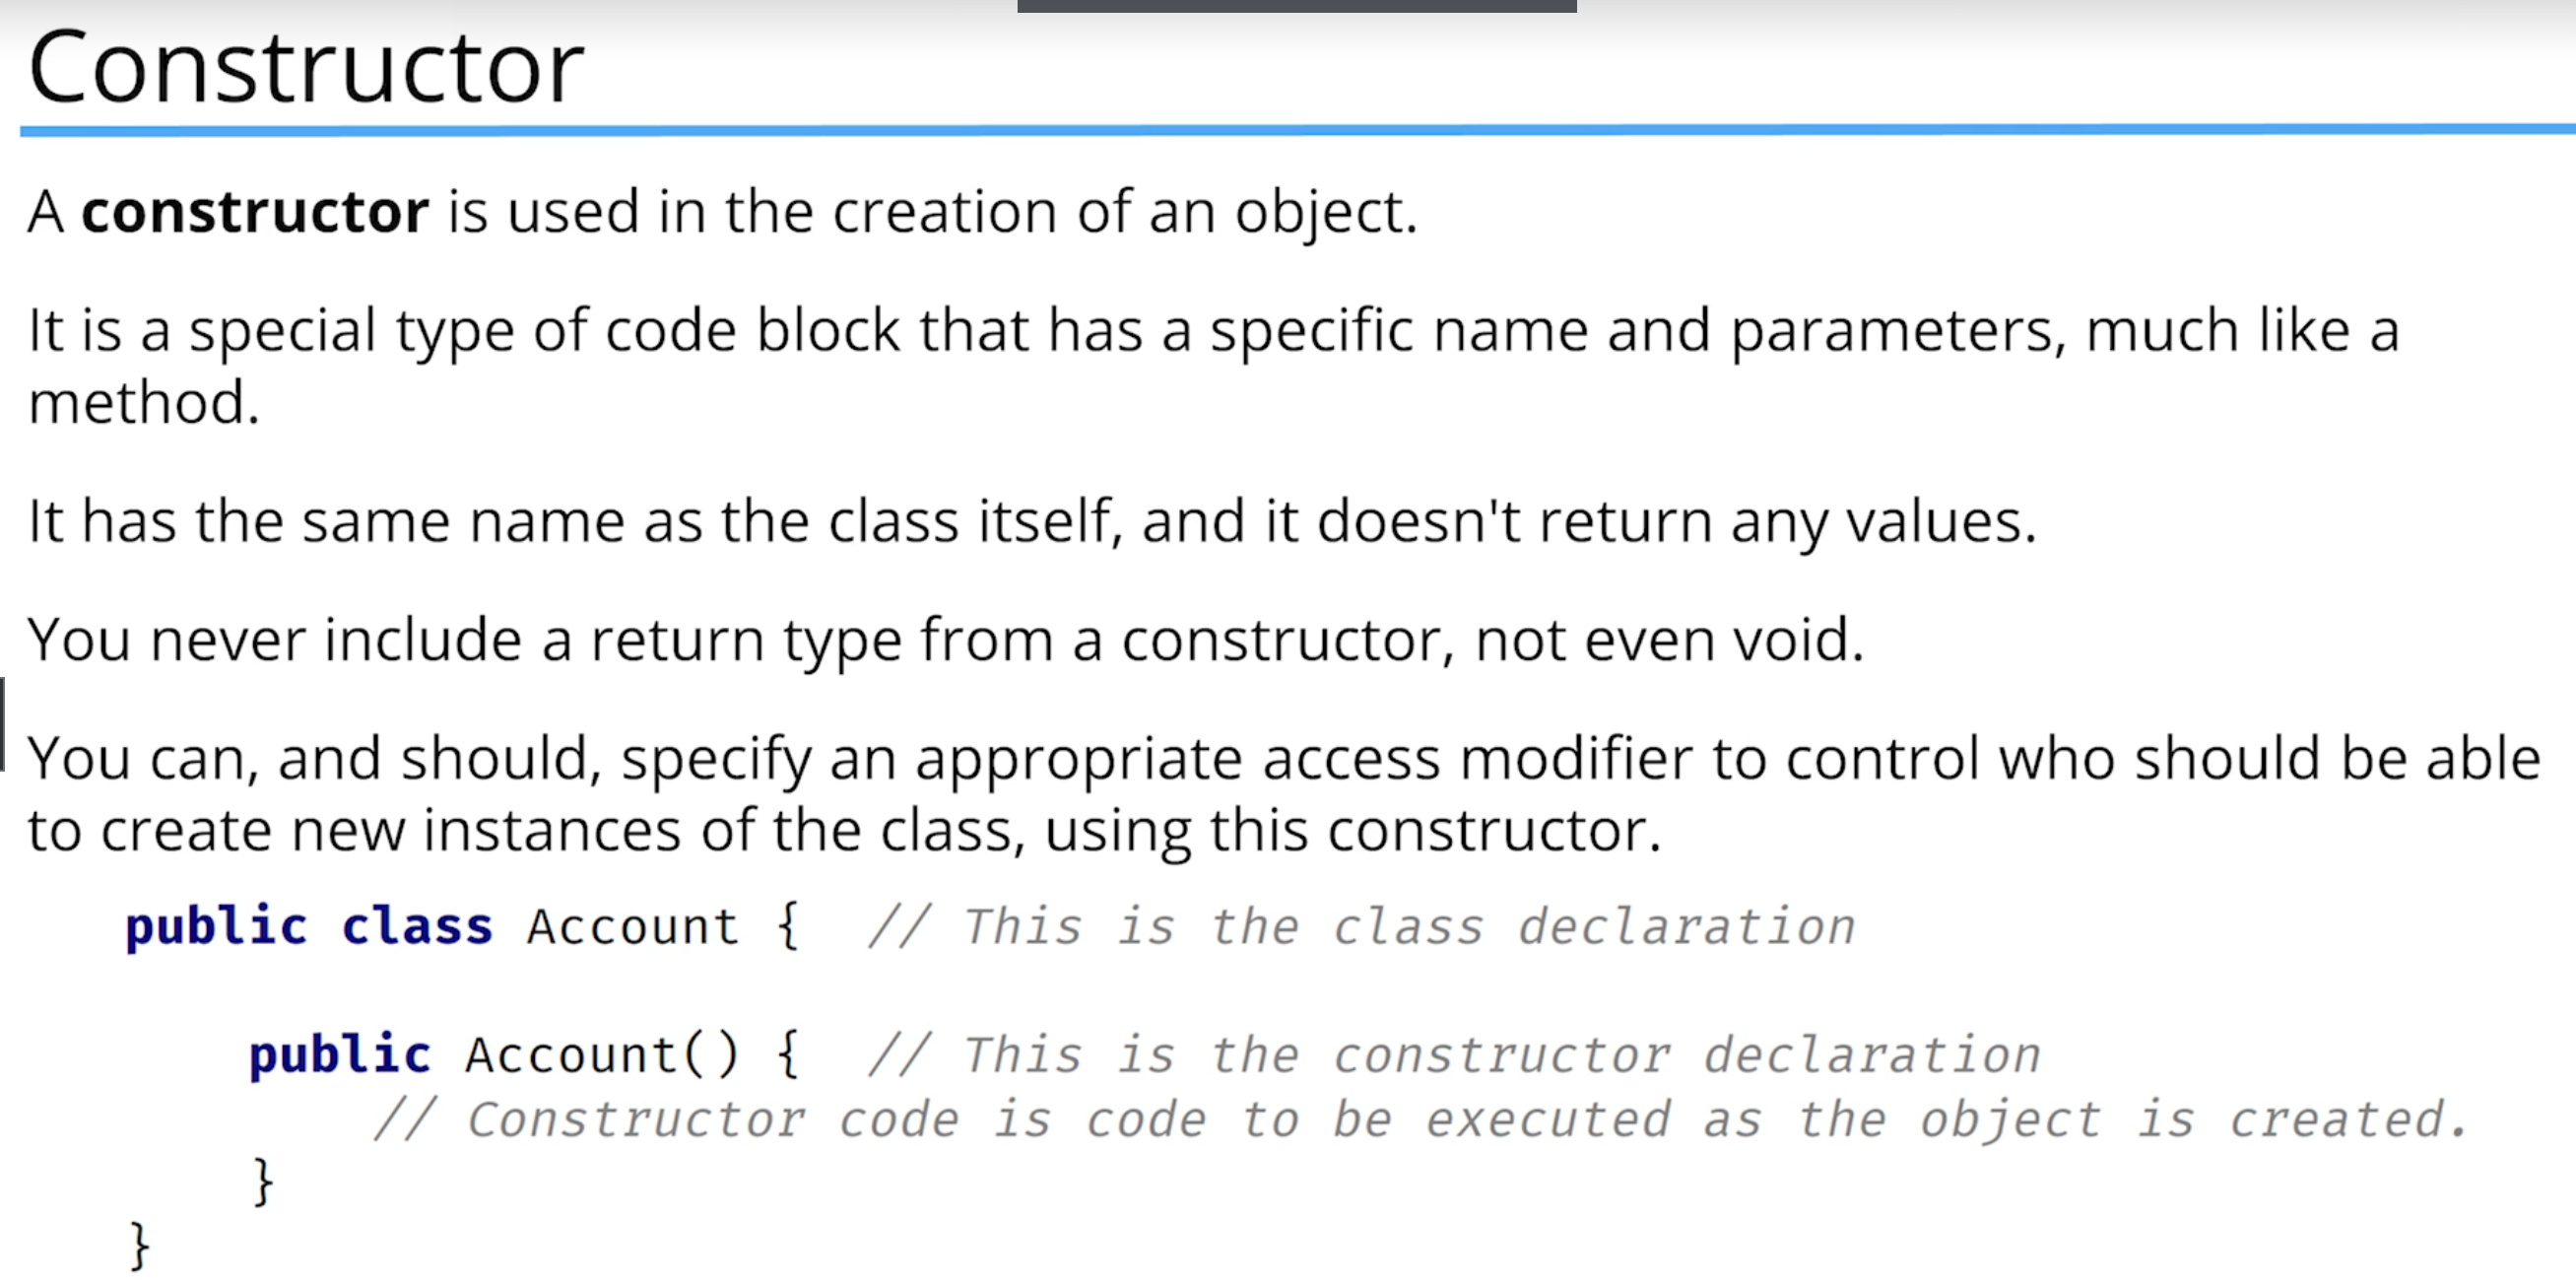 Constructor
A constructor is used in the creation of an object.
It is a special type of code block that has a specific name and parameters, much like a
method.
It has the same name as the class itself, and it doesn't return any values.
You never include a return type from a constructor, not even void.
You can, and should, specify an appropriate access modifier to control who should be able
to create new instances of the class, using this constructor.
public class Account {  // This is the class declaration
    public Account() {  // This is the constructor declaration
        // Constructor code is code to be executed as the object is created.
    }
}